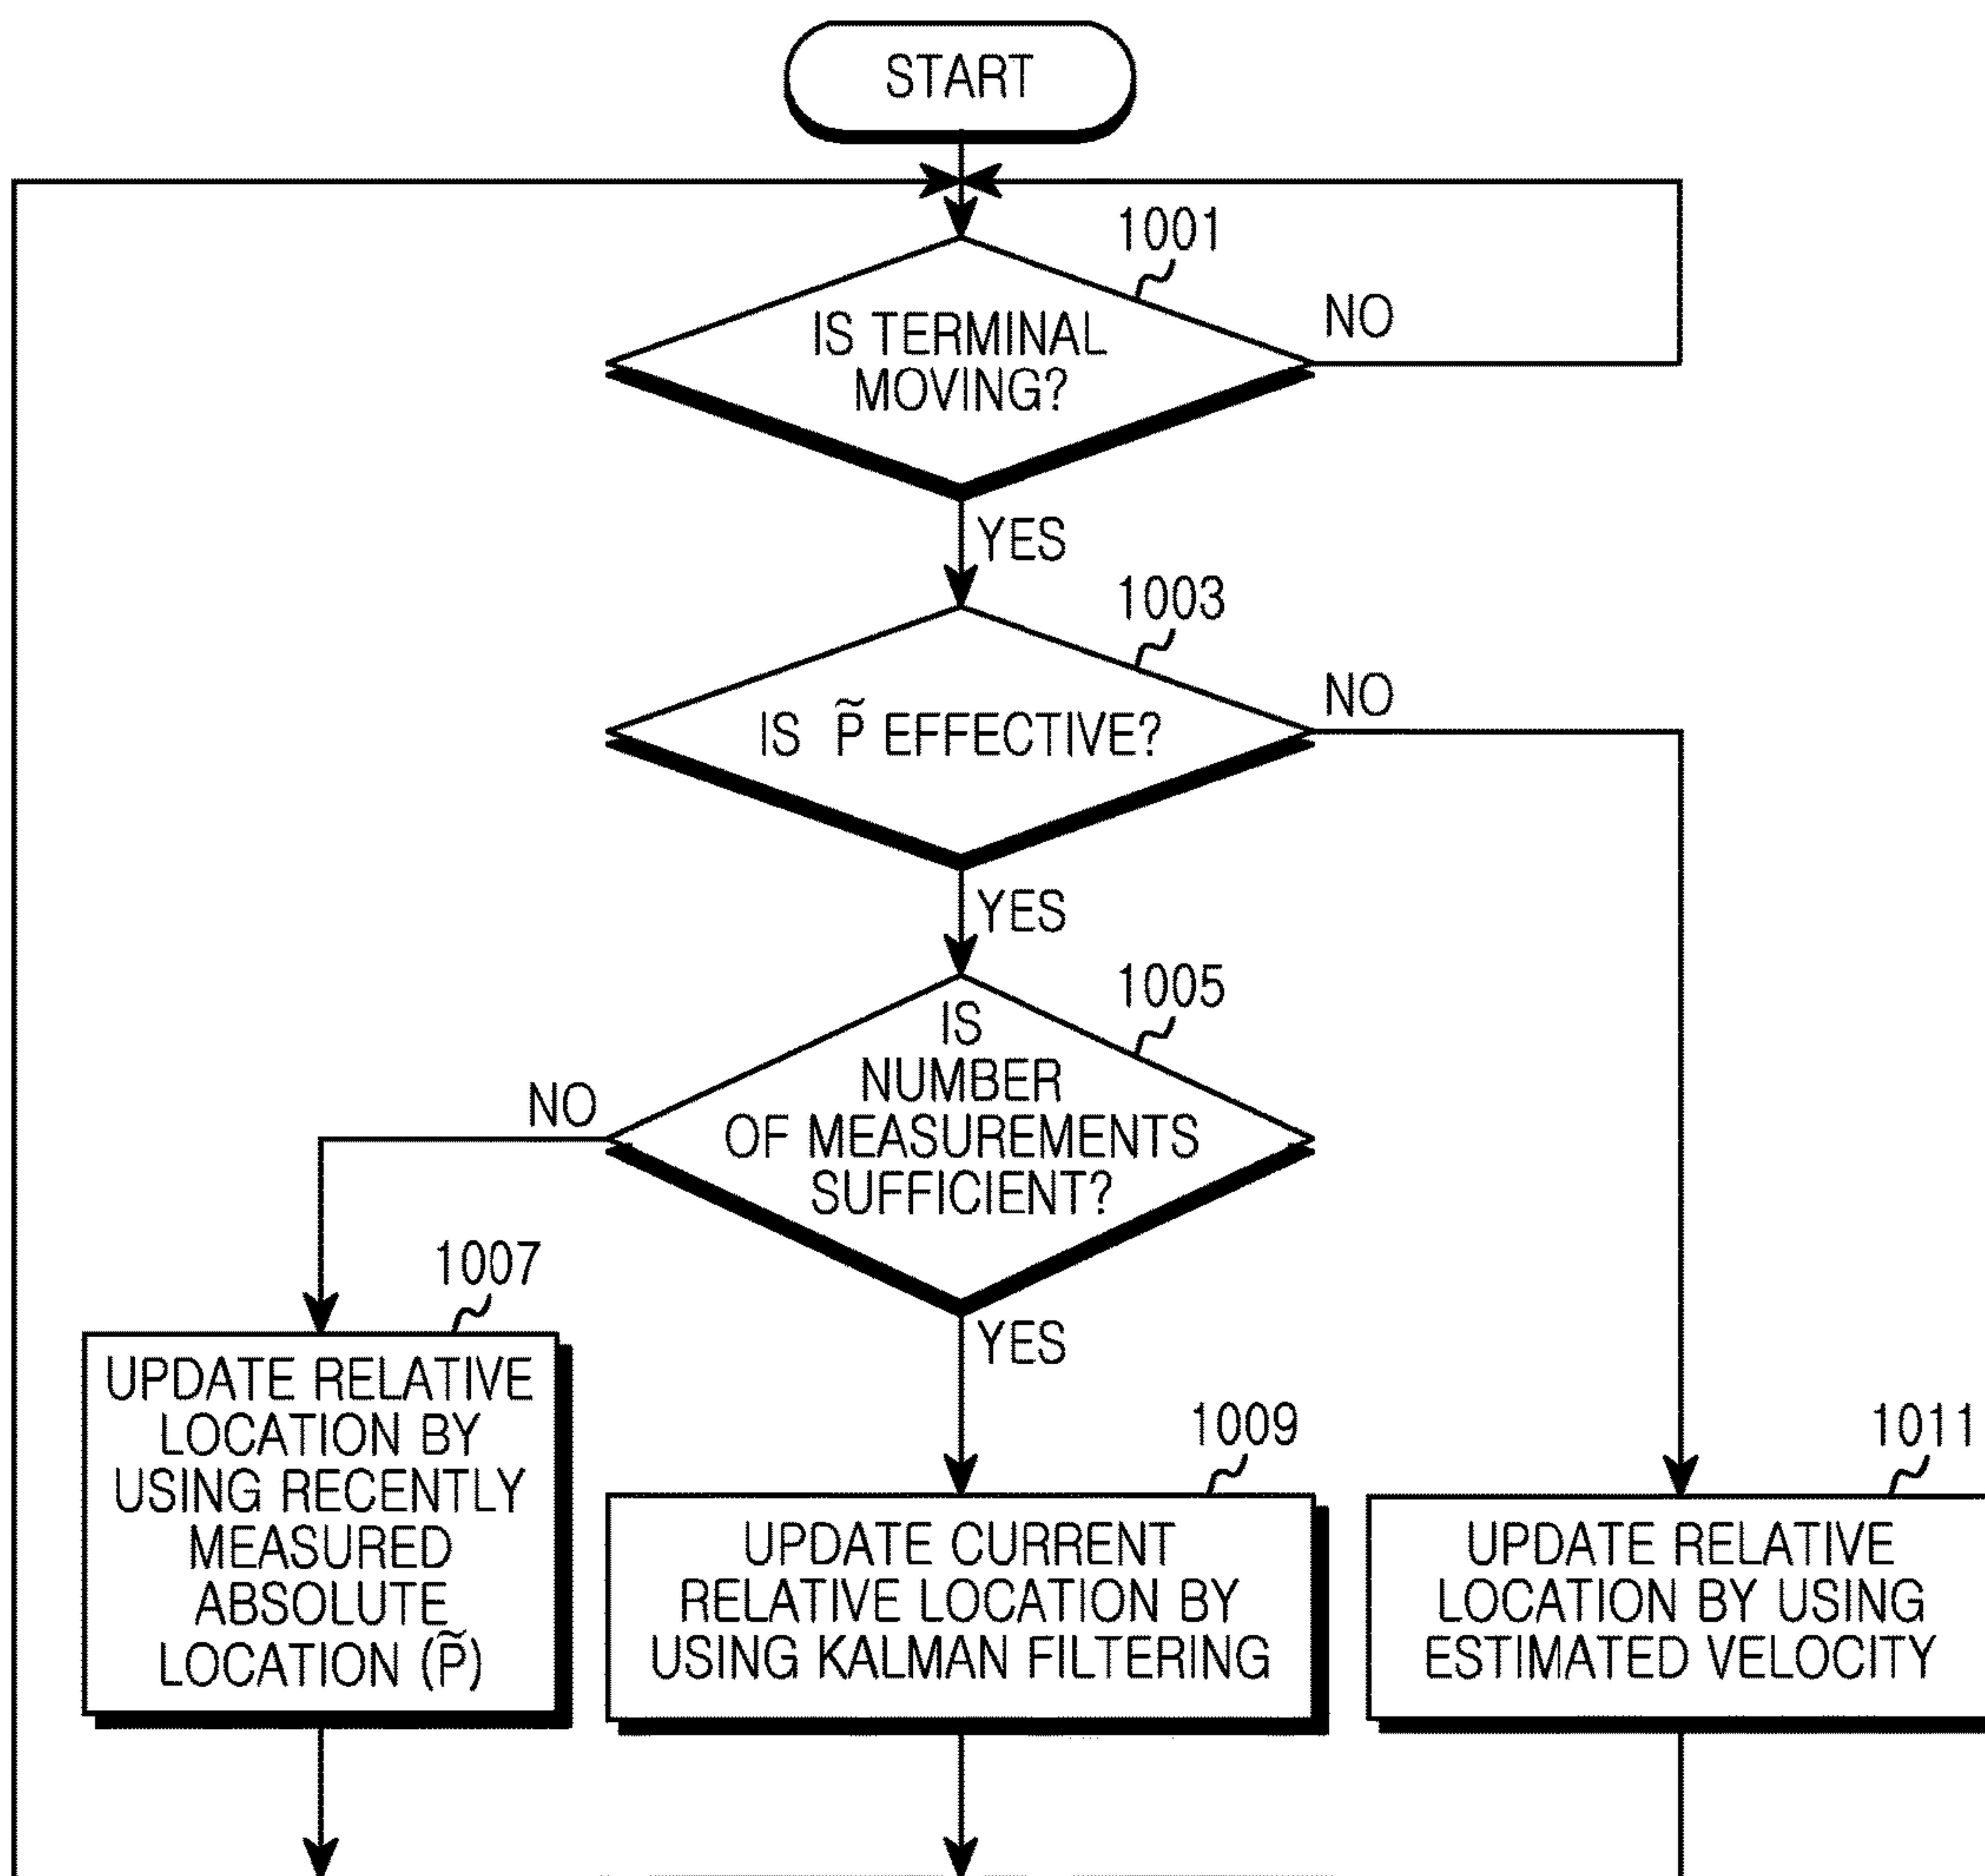 START
1001
IS TERMINAL
MOVING?
NO
YES
1003
IS P̃ EFFECTIVE?
NO
YES
1005
IS
NUMBER
OF MEASUREMENTS
SUFFICIENT?
NO
YES
1007
UPDATE RELATIVE
LOCATION BY
USING RECENTLY
MEASURED
ABSOLUTE
LOCATION (P̃)
1009
UPDATE CURRENT
RELATIVE LOCATION BY
USING KALMAN FILTERING
1011
UPDATE RELATIVE
LOCATION BY USING
ESTIMATED VELOCITY